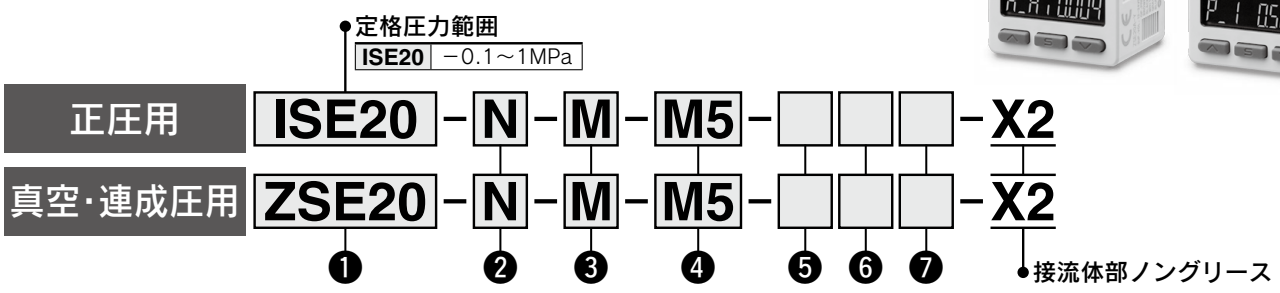 定格圧力範囲
ISE20 −0.1〜1MPa
正圧用 ISE20-N-M-M5-□□□-X2
真空·連成圧用 ZSE20-N-M-M5-□□□-X2
❶ ❷ ❸ ❹ ❺ ❻ ❼
接流体部ノングリース